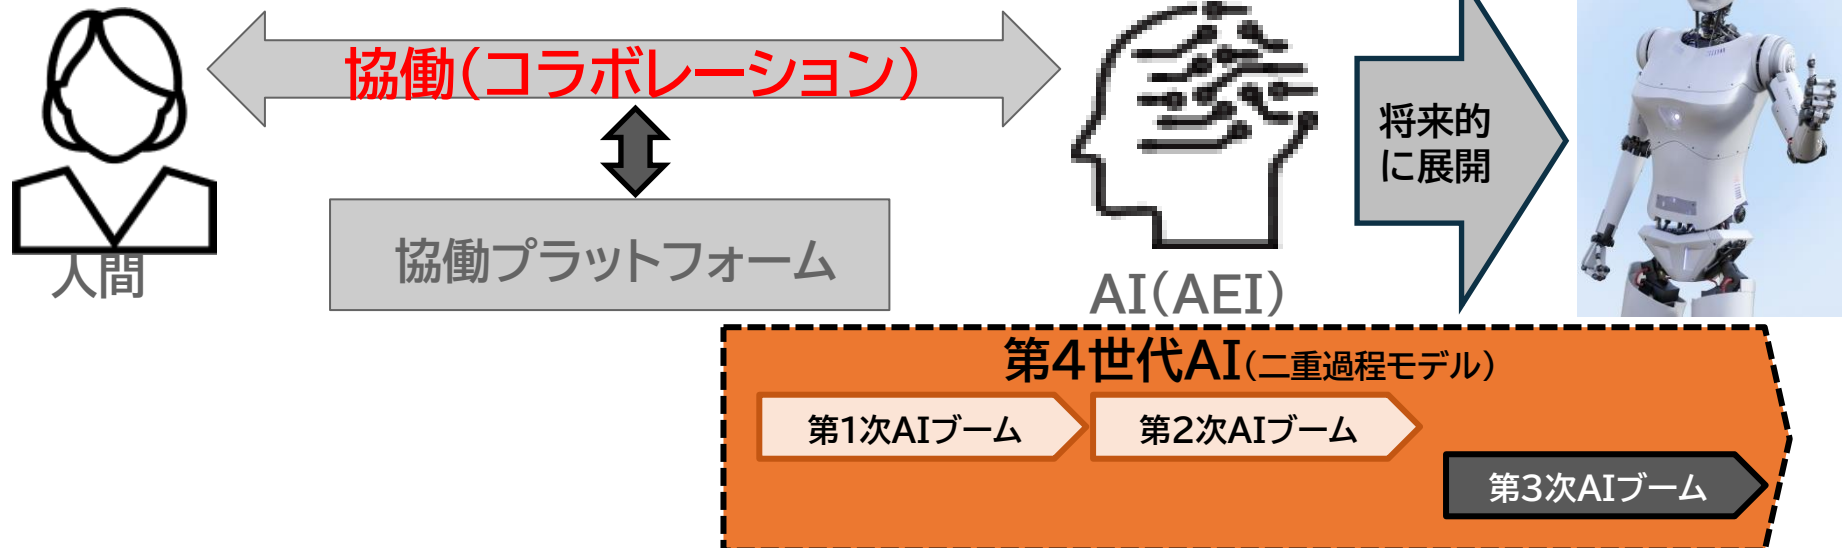 協働(コラボレーション)
将来的
に展開
協働プラットフォーム
人間
AI(AEI)
第4世代AI(二重過程モデル)
第1次AIブーム
第2次AIブーム
第3次AIブーム